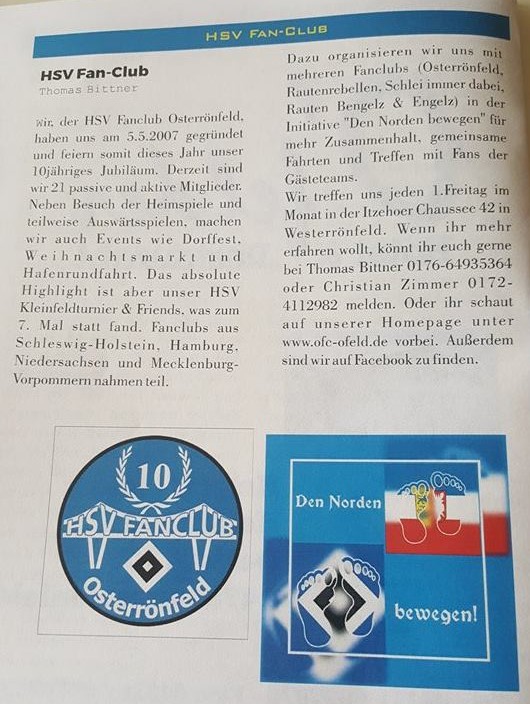 HSV FAN-CLUB
HSV Fan-Club
Thomas Bittner
Wir, der HSV Fanclub Osterrönfeld,
haben uns am 5.5.2007 gegründet
und feiern somit dieses Jahr unser
10jähriges Jubiläum. Derzeit sind
wir 21 passive und aktive Mitglieder.
Neben Besuch der Heimspiele und
teilweise Auswärtsspielen, machen
wir auch Events wie Dorffest,
Weihnachtsmarkt und
Hafenrundfahrt. Das absolute
Highlight ist aber unser HSV
Kleinfeldturnier & Friends, was zum
7. Mal statt fand. Fanclubs aus
Schleswig-Holstein, Hamburg,
Niedersachsen und Mecklenburg-
Vorpommern nahmen teil.
Dazu organisieren wir uns mit
mehreren Fanclubs (Osterrönfeld,
Rautenrebellen, Schlei immer dabei,
Rauten Bengelz & Engelz) in der
Initiative "Den Norden bewegen" für
mehr Zusammenhalt, gemeinsame
Fahrten und Treffen mit Fans der
Gästeteams.
Wir treffen uns jeden 1.Freitag im
Monat in der Itzehoer Chaussee 42 in
Westerrönfeld. Wenn ihr mehr
erfahren wollt, könnt ihr euch gerne
bei Thomas Bittner 0176-64935364
oder Christian Zimmer 0172-
4112982 melden. Oder ihr schaut
auf unserer Homepage unter
www.ofc-ofeld.de vorbei. Außerdem
sind wir auf Facebook zu finden.
10
HSV FANCLUB
Osterrönfeld
Den Norden
bewegen!